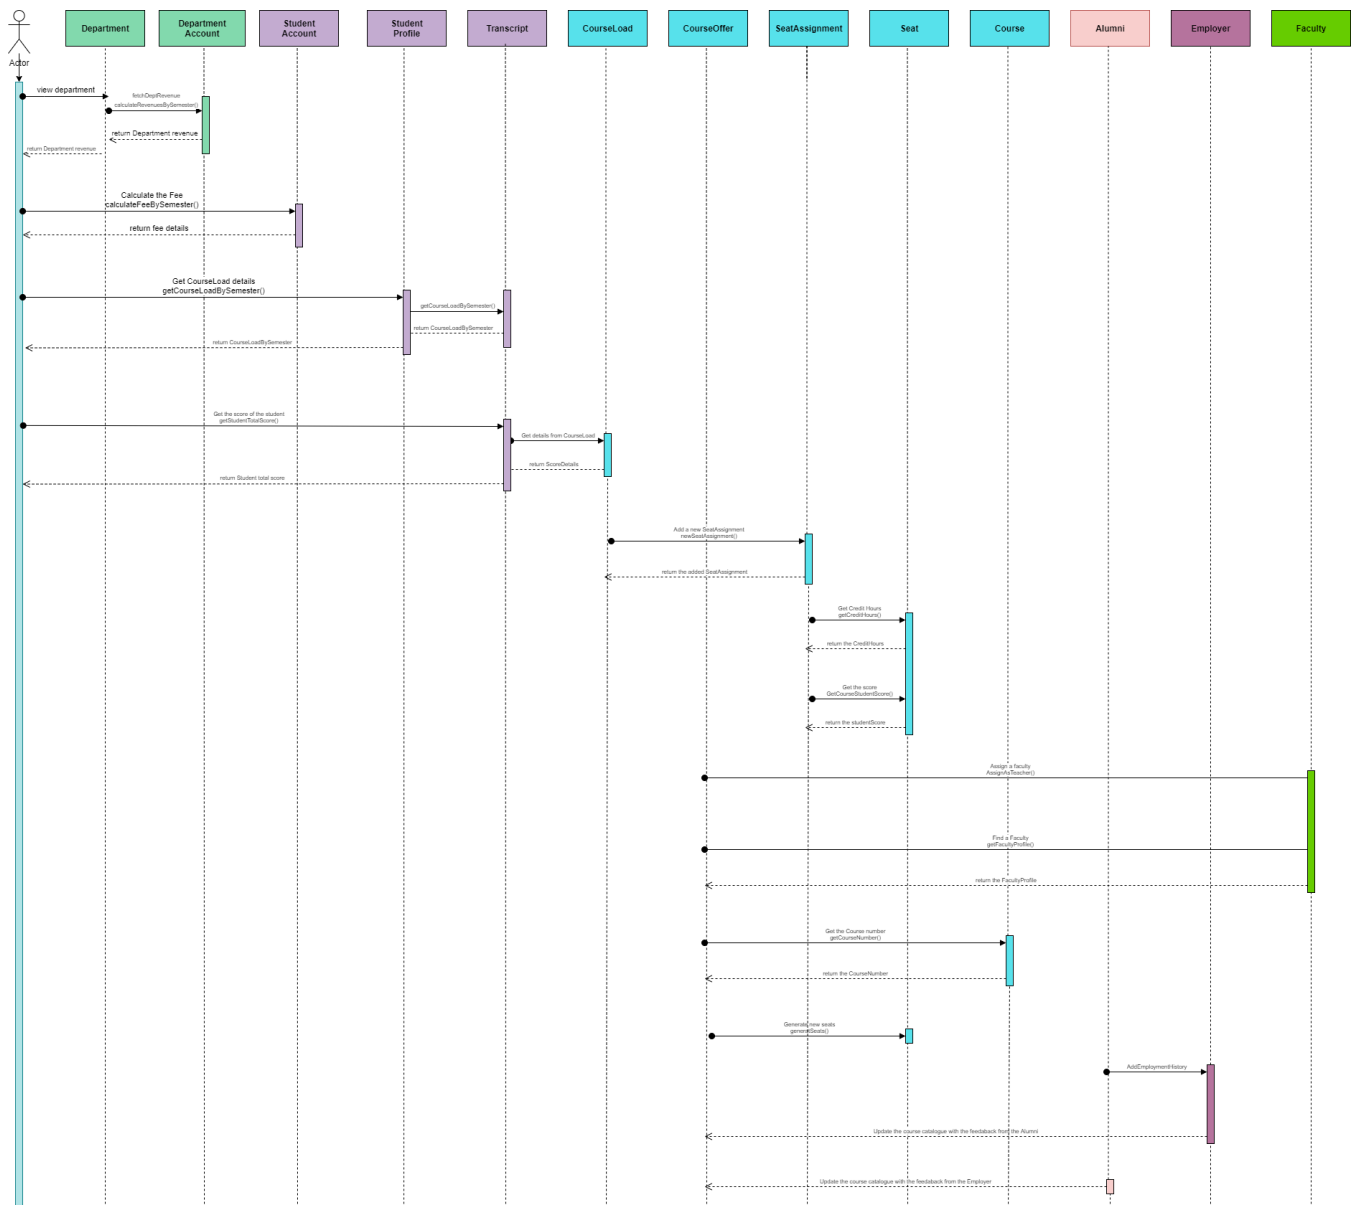 Department
Department
Account
Student
Account
Student
Profile
Transcript
CourseLoad
CourseOffer
SeatAssignment
Seat
Course
Alumni
Employer
Faculty
Actor
view department
fetchDeptRevenue
calculateRevenuesBySemester()
return Department revenue
return Department revenue
Calculate the Fee
calculateFeeBySemester()
return fee details
Get CourseLoad details
getCourseLoadBySemester()
getCourseLoadBySemester()
return CourseLoadBySemester
return CourseLoadBySemester
Get the score of the student
getStudentTotalScore()
Get details from CourseLoad
return ScoreDetails
return Student total score
Add a new SeatAssignment
newSeatAssignment()
return the added SeatAssignment
Get Credit Hours
getCreditHours()
return the CreditHours
Get the score
GetCourseStudentScore()
return the studentScore
Assign a faculty
AssignAsTeacher()
Find a Faculty
getFacultyProfile()
return the FacultyProfile
Get the Course number
getCourseNumber()
return the CourseNumber
Generate new seats
generatSeats()
AddEmploymentHistory
Update the course catalogue with the feedaback from the Alumni
Update the course catalogue with the feedaback from the Employer